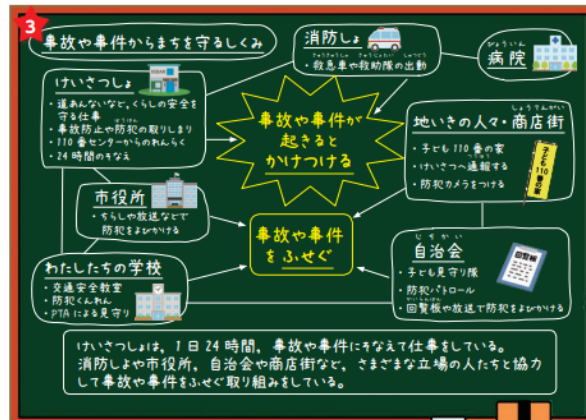 3
事故や事件からまちを守るしくみ
消防しょ
・救急車や救助隊の出動
病院
けいさつしょ
・道あんないなど，くらしの安全を
守る仕事
・事故防止や防犯の取りしまり
・110番センターからのれんらく
・24時間のそなえ
事故や事件が
起きると
かけつける
地いきの人々・商店街
・子ども110番の家
・けいさつへ通報する
・防犯カメラをつける
子ども110番の家
市役所
・ちらしや放送などで
防犯をよびかける
事故や事件
をふせぐ
自治会
・子ども見守り隊
・防犯パトロール
・回覧板や放送で防犯をよびかける
回覧板
わたしたちの学校
・交通安全教室
・防犯くんれん
・PTAによる見守り
けいさつしょは，1日24時間，事故や事件にそなえて仕事をしている。
消防しょや市役所，自治会や商店街など，さまざまな立場の人たちと協力
して事故や事件をふせぐ取り組みをしている。